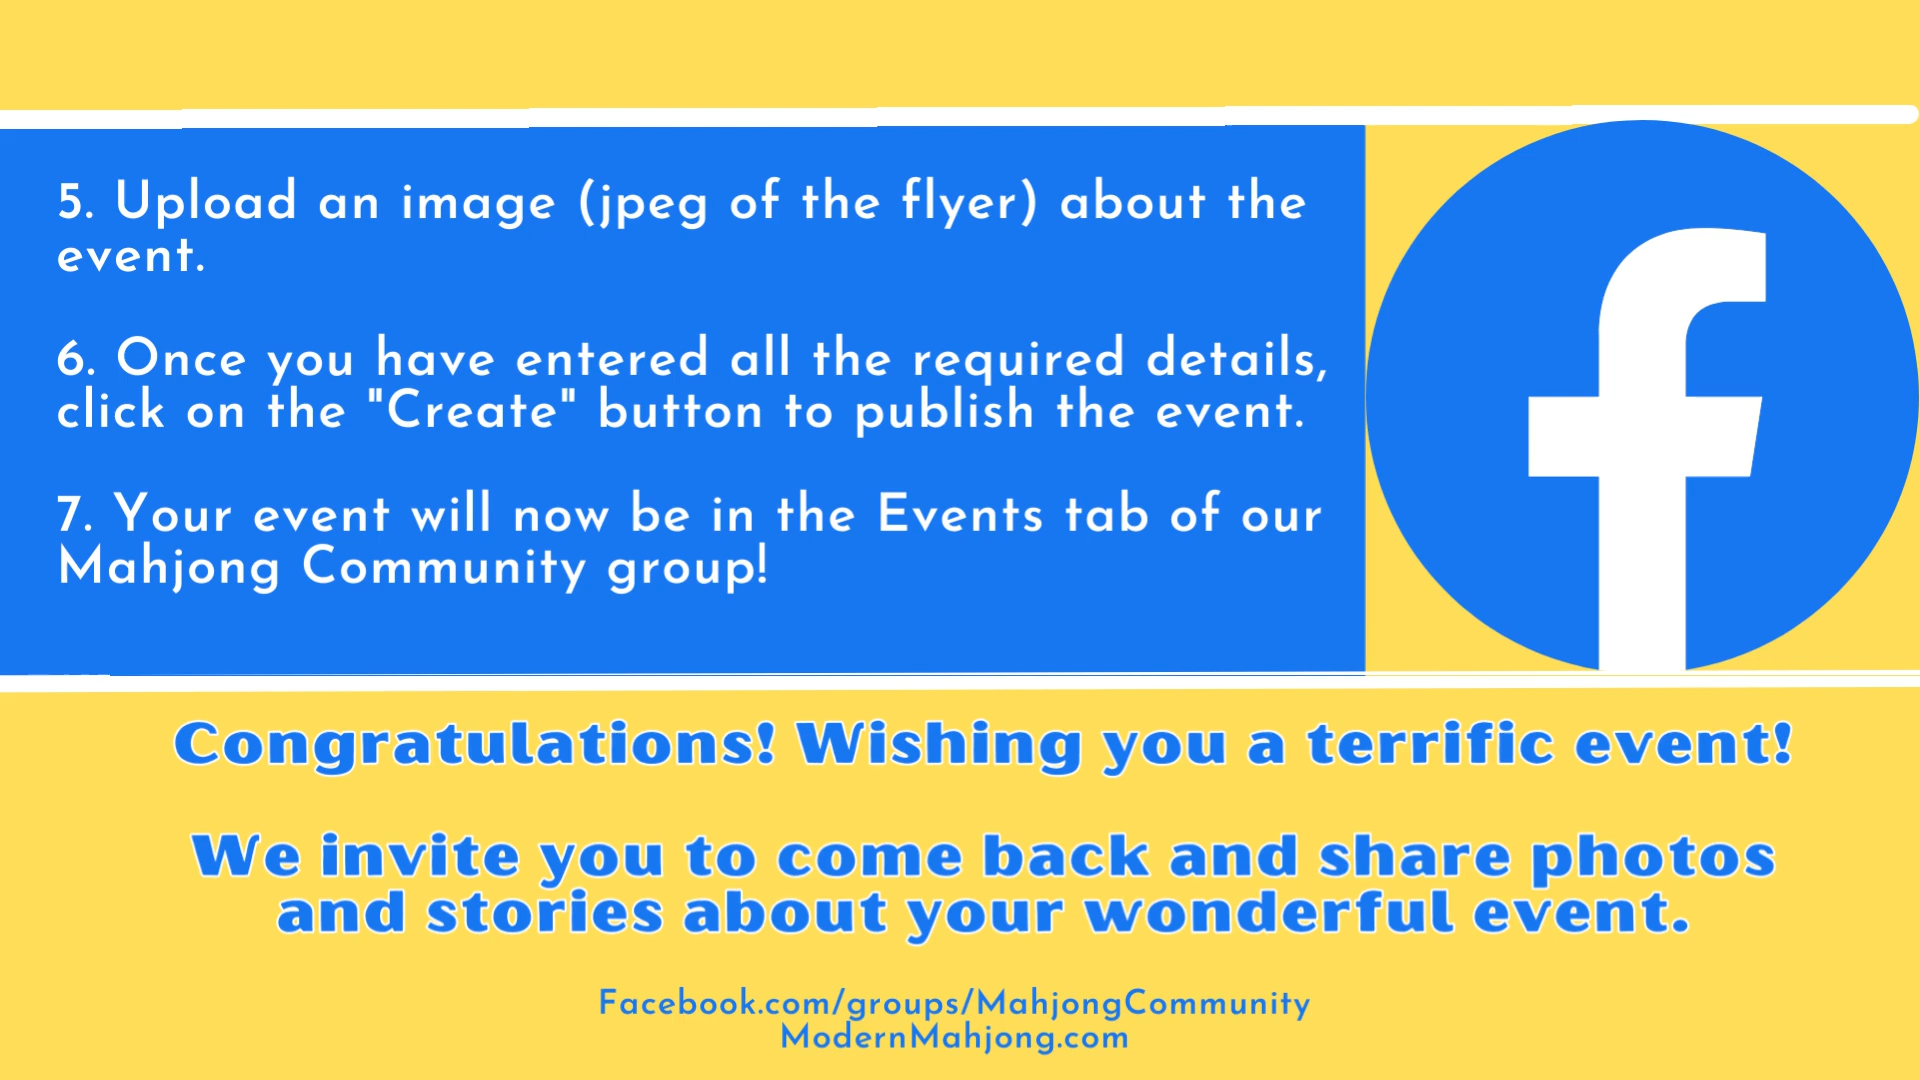 5. Upload an image (jpeg of the flyer) about the
event.
6. Once you have entered all the required details,
click on the "Create" button to publish the event.
7. Your event will now be in the Events tab of our
Mahjong Community group!
Congratulations! Wishing you a terrific event!
We invite you to come back and share photos
and stories about your wonderful event.
Facebook.com/groups/MahjongCommunity
ModernMahjong.com